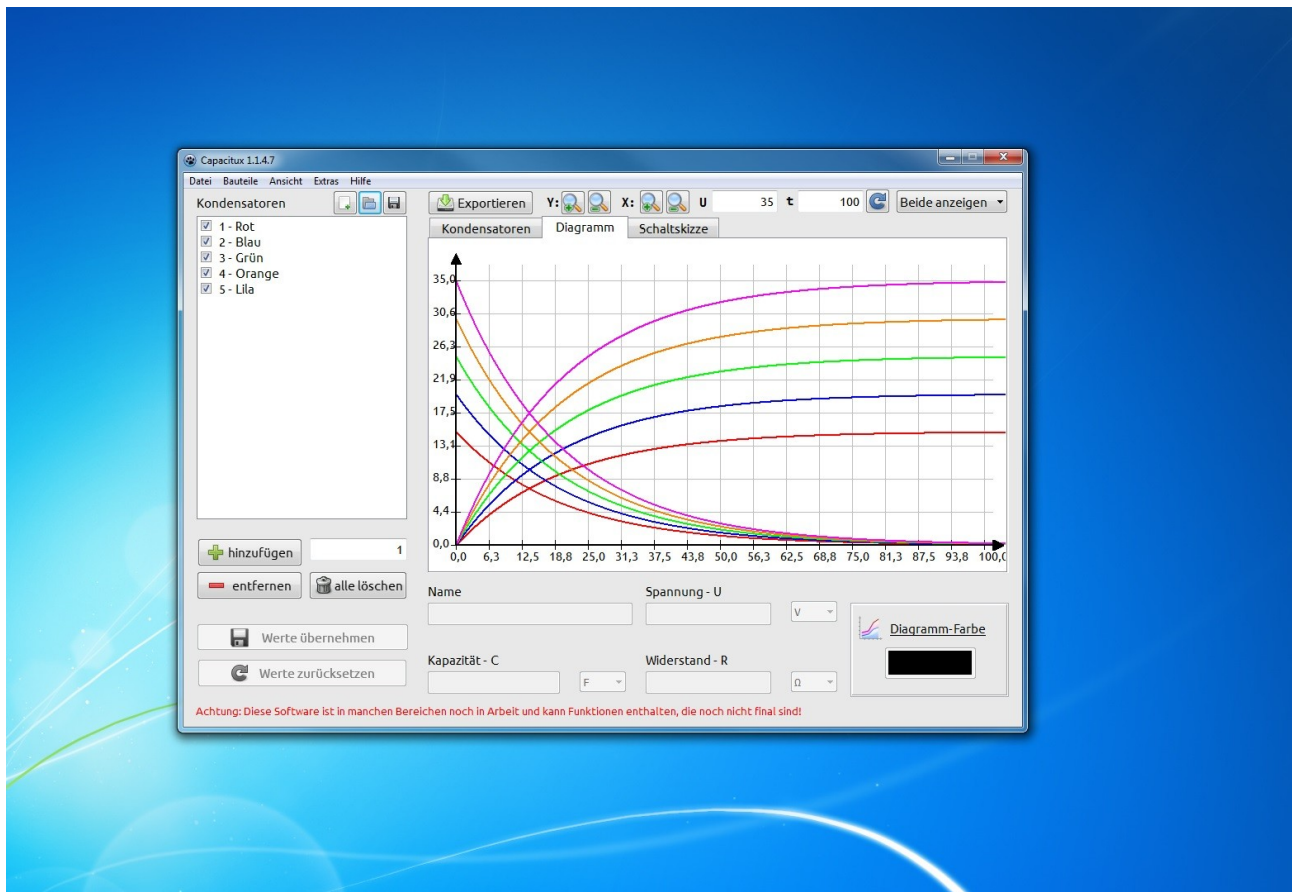 Capacitux 1.1.4.7
Datei Bauteile Ansicht Extras Hilfe
Kondensatoren
Exportieren Y: X: U 35 t 100 Beide anzeigen
1 - Rot
2 - Blau
3 - Grün
4 - Orange
5 - Lila
Kondensatoren Diagramm Schaltskizze
35,0
30,6
26,3
21,9
17,5
13,1
8,8
4,4
0,0
0,0 6,3 12,5 18,8 25,0 31,3 37,5 43,8 50,0 56,3 62,5 68,8 75,0 81,3 87,5 93,8 100,0
hinzufügen 1
entfernen alle löschen
Werte übernehmen
Werte zurücksetzen
Name Spannung - U
V
Kapazität - C Widerstand - R
F Ω
Diagramm-Farbe
Achtung: Diese Software ist in manchen Bereichen noch in Arbeit und kann Funktionen enthalten, die noch nicht final sind!